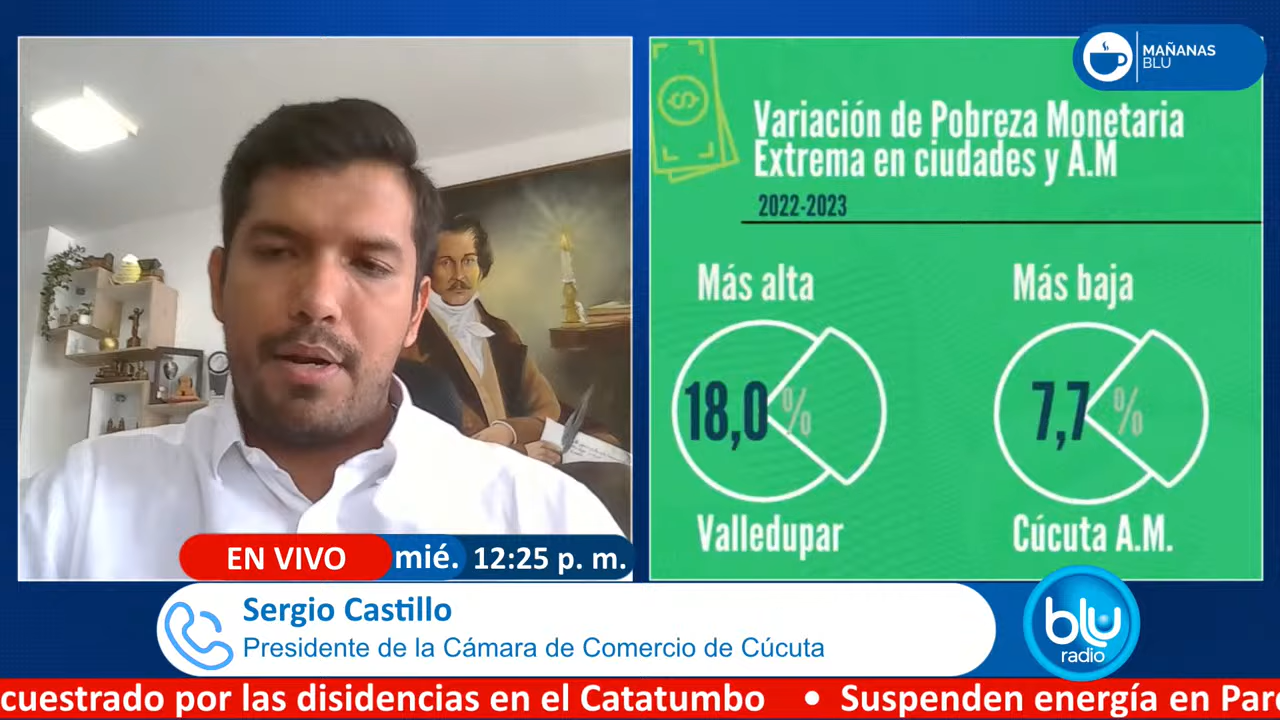 MAÑANAS
BLU
Variación de Pobreza Monetaria
Extrema en ciudades y A.M
2022-2023
Más alta
Más baja
18,0 %
7,7 %
Valledupar
Cúcuta A.M.
EN VIVO mié. 12:25 p. m.
Sergio Castillo
Presidente de la Cámara de Comercio de Cúcuta
blu
radio
cuestrado por las disidencias en el Catatumbo • Suspenden energía en Par